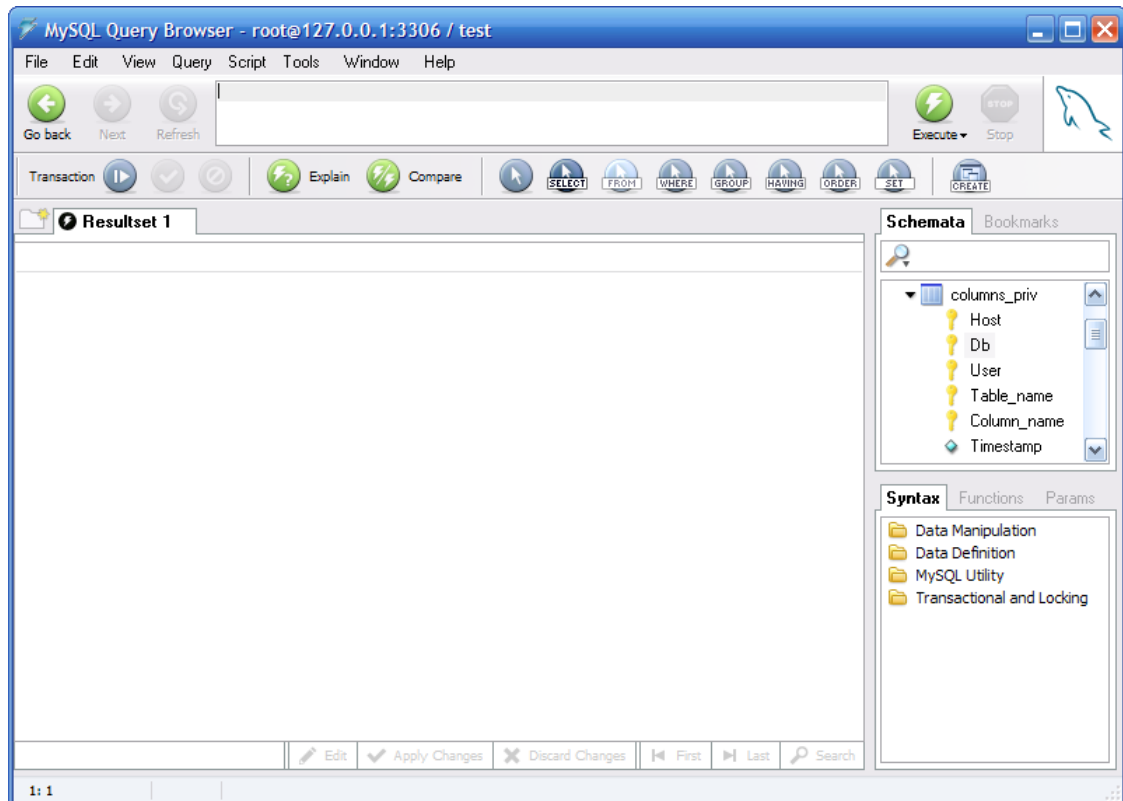 MySQL Query Browser - root@127.0.0.1:3306 / test
File Edit View Query Script Tools Window Help
Go back Next Refresh Execute STOP Stop
Transaction Explain Compare SELECT FROM WHERE GROUP HAVING ORDER SET CREATE
Resultset 1
Schemata Bookmarks
columns_priv
Host
Db
User
Table_name
Column_name
Timestamp
Syntax Functions Params
Data Manipulation
Data Definition
MySQL Utility
Transactional and Locking
Edit Apply Changes Discard Changes First Last Search
1: 1